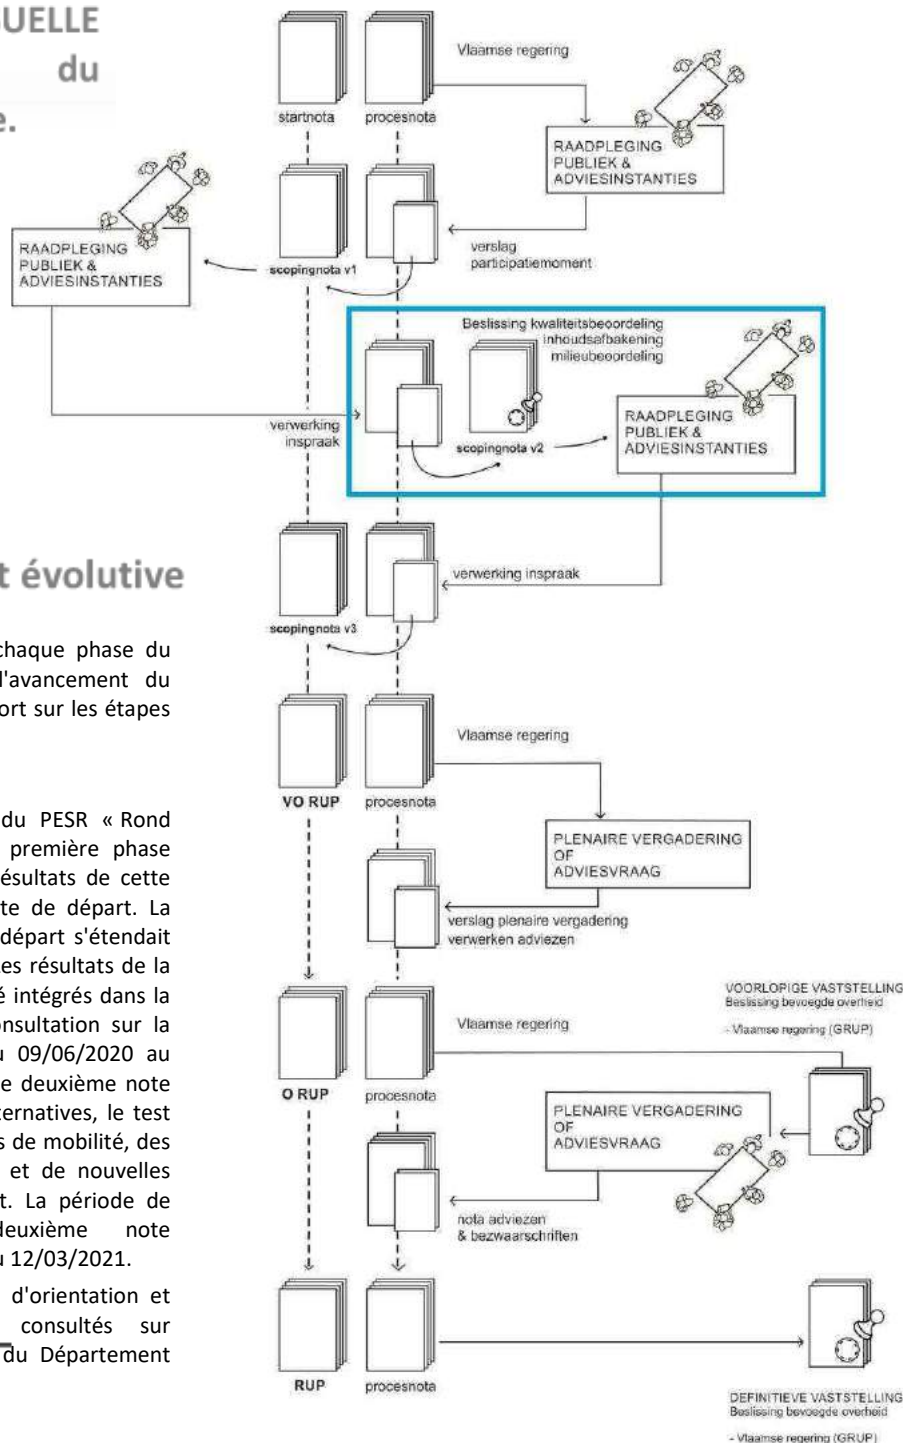 GUELLE
du
e.
t évolutive
chaque phase du
l'avancement du
port sur les étapes
du PESR « Rond
première phase
ésultats de cette
te de départ. La
départ s'étendait
es résultats de la
é intégrés dans la
onsultation sur la
u 09/06/2020 au
e deuxième note
ternatives, le test
s de mobilité, des
et de nouvelles
t. La période de
deuxième note
u 12/03/2021.
d'orientation et
consultés sur
du Département
startnota
procesnota
Vlaamse regering
RAADPLEGING
PUBLIEK &
ADVIESINSTANTIES
verslag
participatiemoment
scopingnota v1
RAADPLEGING
PUBLIEK &
ADVIESINSTANTIES
verwerking
inspraak
Beslissing kwaliteitsbeoordeling
inhoudsafbakening
milieubeoordeling
scopingnota v2
RAADPLEGING
PUBLIEK &
ADVIESINSTANTIES
verwerking inspraak
scopingnota v3
Vlaamse regering
VO RUP
procesnota
PLENAIRE VERGADERING
OF
ADVIESVRAAG
verslag plenaire vergadering
verwerken adviezen
Vlaamse regering
VOORLOPIGE VASTSTELLING
Beslissing bevoegde overheid
- Vlaamse regering (GRUP)
O RUP
procesnota
PLENAIRE VERGADERING
OF
ADVIESVRAAG
nota adviezen
& bezwaarschriften
RUP
procesnota
DEFINITIEVE VASTSTELLING
Beslissing bevoegde overheid
- Vlaamse regering (GRUP)